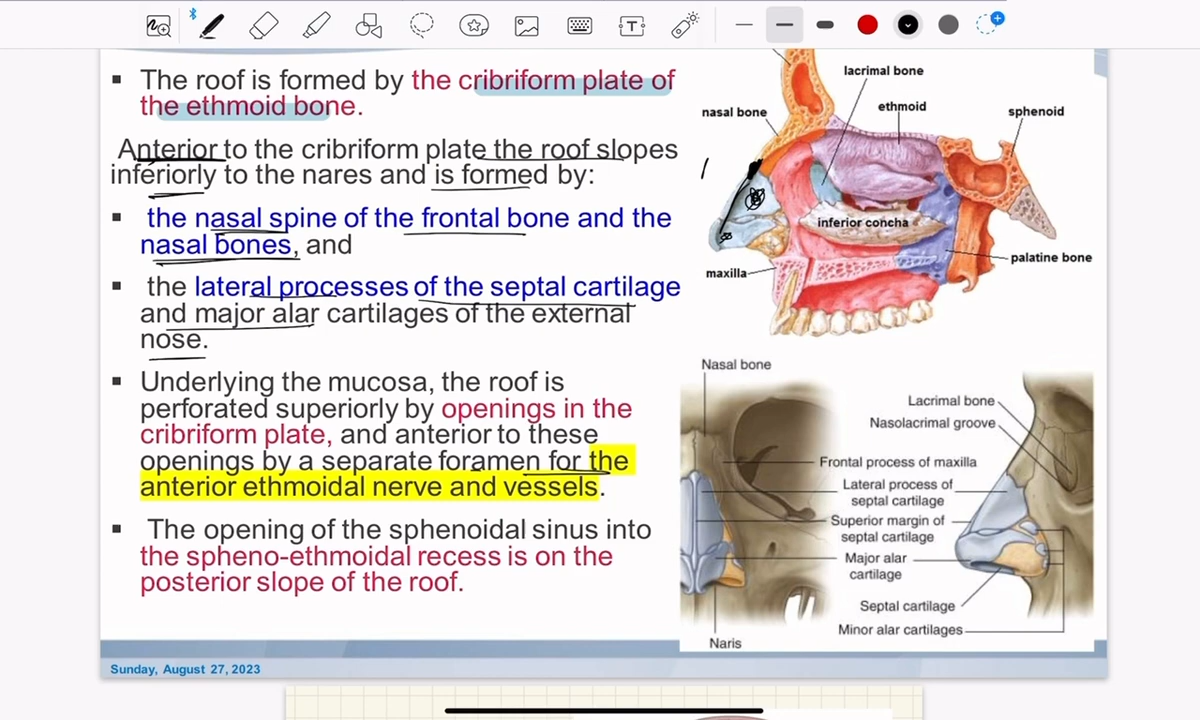 ▪ The roof is formed by the cribriform plate of
the ethmoid bone.
Anterior to the cribriform plate the roof slopes
inferiorly to the nares and is formed by:
▪ the nasal spine of the frontal bone and the
nasal bones, and
▪ the lateral processes of the septal cartilage
and major alar cartilages of the external
nose.
▪ Underlying the mucosa, the roof is
perforated superiorly by openings in the
cribriform plate, and anterior to these
openings by a separate foramen for the
anterior ethmoidal nerve and vessels.
▪ The opening of the sphenoidal sinus into
the spheno-ethmoidal recess is on the
posterior slope of the roof.
lacrimal bone
nasal bone
ethmoid
sphenoid
inferior concha
palatine bone
maxilla
Nasal bone
Lacrimal bone
Nasolacrimal groove
Frontal process of maxilla
Lateral process of
septal cartilage
Superior margin of
septal cartilage
Major alar
cartilage
Septal cartilage
Minor alar cartilages
Naris
Sunday, August 27, 2023